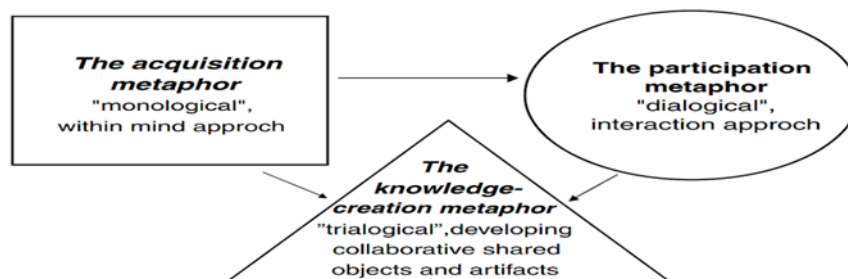 The acquisition
metaphor
"monological",
within mind approch
The participation
metaphor
"dialogical",
interaction approch
The
knowledge-
creation metaphor
"trialogical",developing
collaborative shared
objects and artifacts